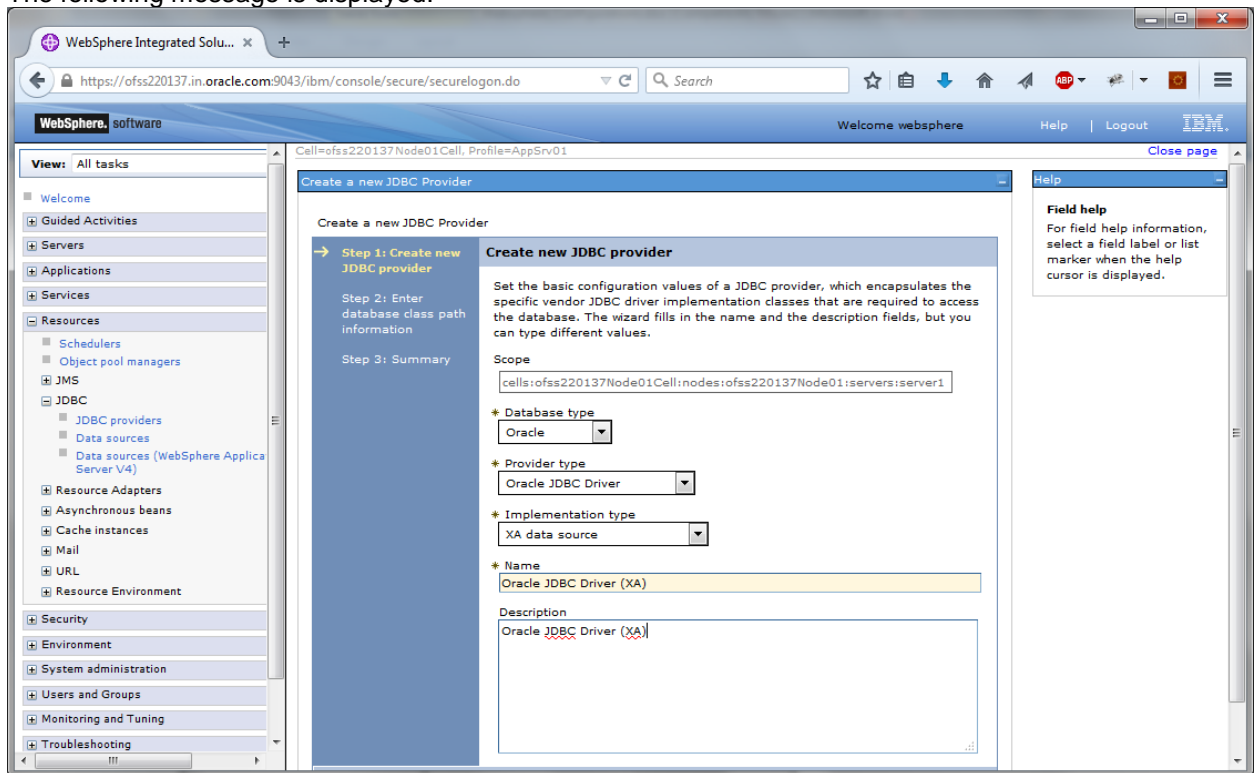 The following message is displayed:
WebSphere Integrated Solu...
https://ofss220137.in.oracle.com:9043/ibm/console/secure/securelogon.do
Search
ABP
WebSphere. software
Welcome websphere
Help | Logout
IBM.
View: All tasks
Welcome
Guided Activities
Servers
Applications
Services
Resources
Schedulers
Object pool managers
JMS
JDBC
JDBC providers
Data sources
Data sources (WebSphere Applica
Server V4)
Resource Adapters
Asynchronous beans
Cache instances
Mail
URL
Resource Environment
Security
Environment
System administration
Users and Groups
Monitoring and Tuning
Troubleshooting
Cell=ofss220137Node01Cell, Profile=AppSrv01
Close page
Create a new JDBC Provider
Create a new JDBC Provider
Step 1: Create new
JDBC provider
Step 2: Enter
database class path
information
Step 3: Summary
Create new JDBC provider
Set the basic configuration values of a JDBC provider, which encapsulates the
specific vendor JDBC driver implementation classes that are required to access
the database. The wizard fills in the name and the description fields, but you
can type different values.
Scope
cells:ofss220137Node01Cell:nodes:ofss220137Node01:servers:server1
* Database type
Oracle
* Provider type
Oracle JDBC Driver
* Implementation type
XA data source
* Name
Oracle JDBC Driver (XA)
Description
Oracle JDBC Driver (XA)
Help
Field help
For field help information,
select a field label or list
marker when the help
cursor is displayed.